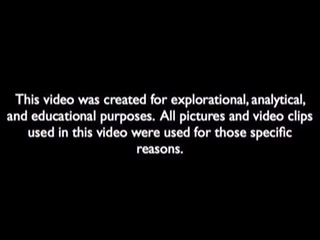 This video was created for explorational, analytical,
and educational purposes. All pictures and video clips
used in this video were used for those specific
reasons.